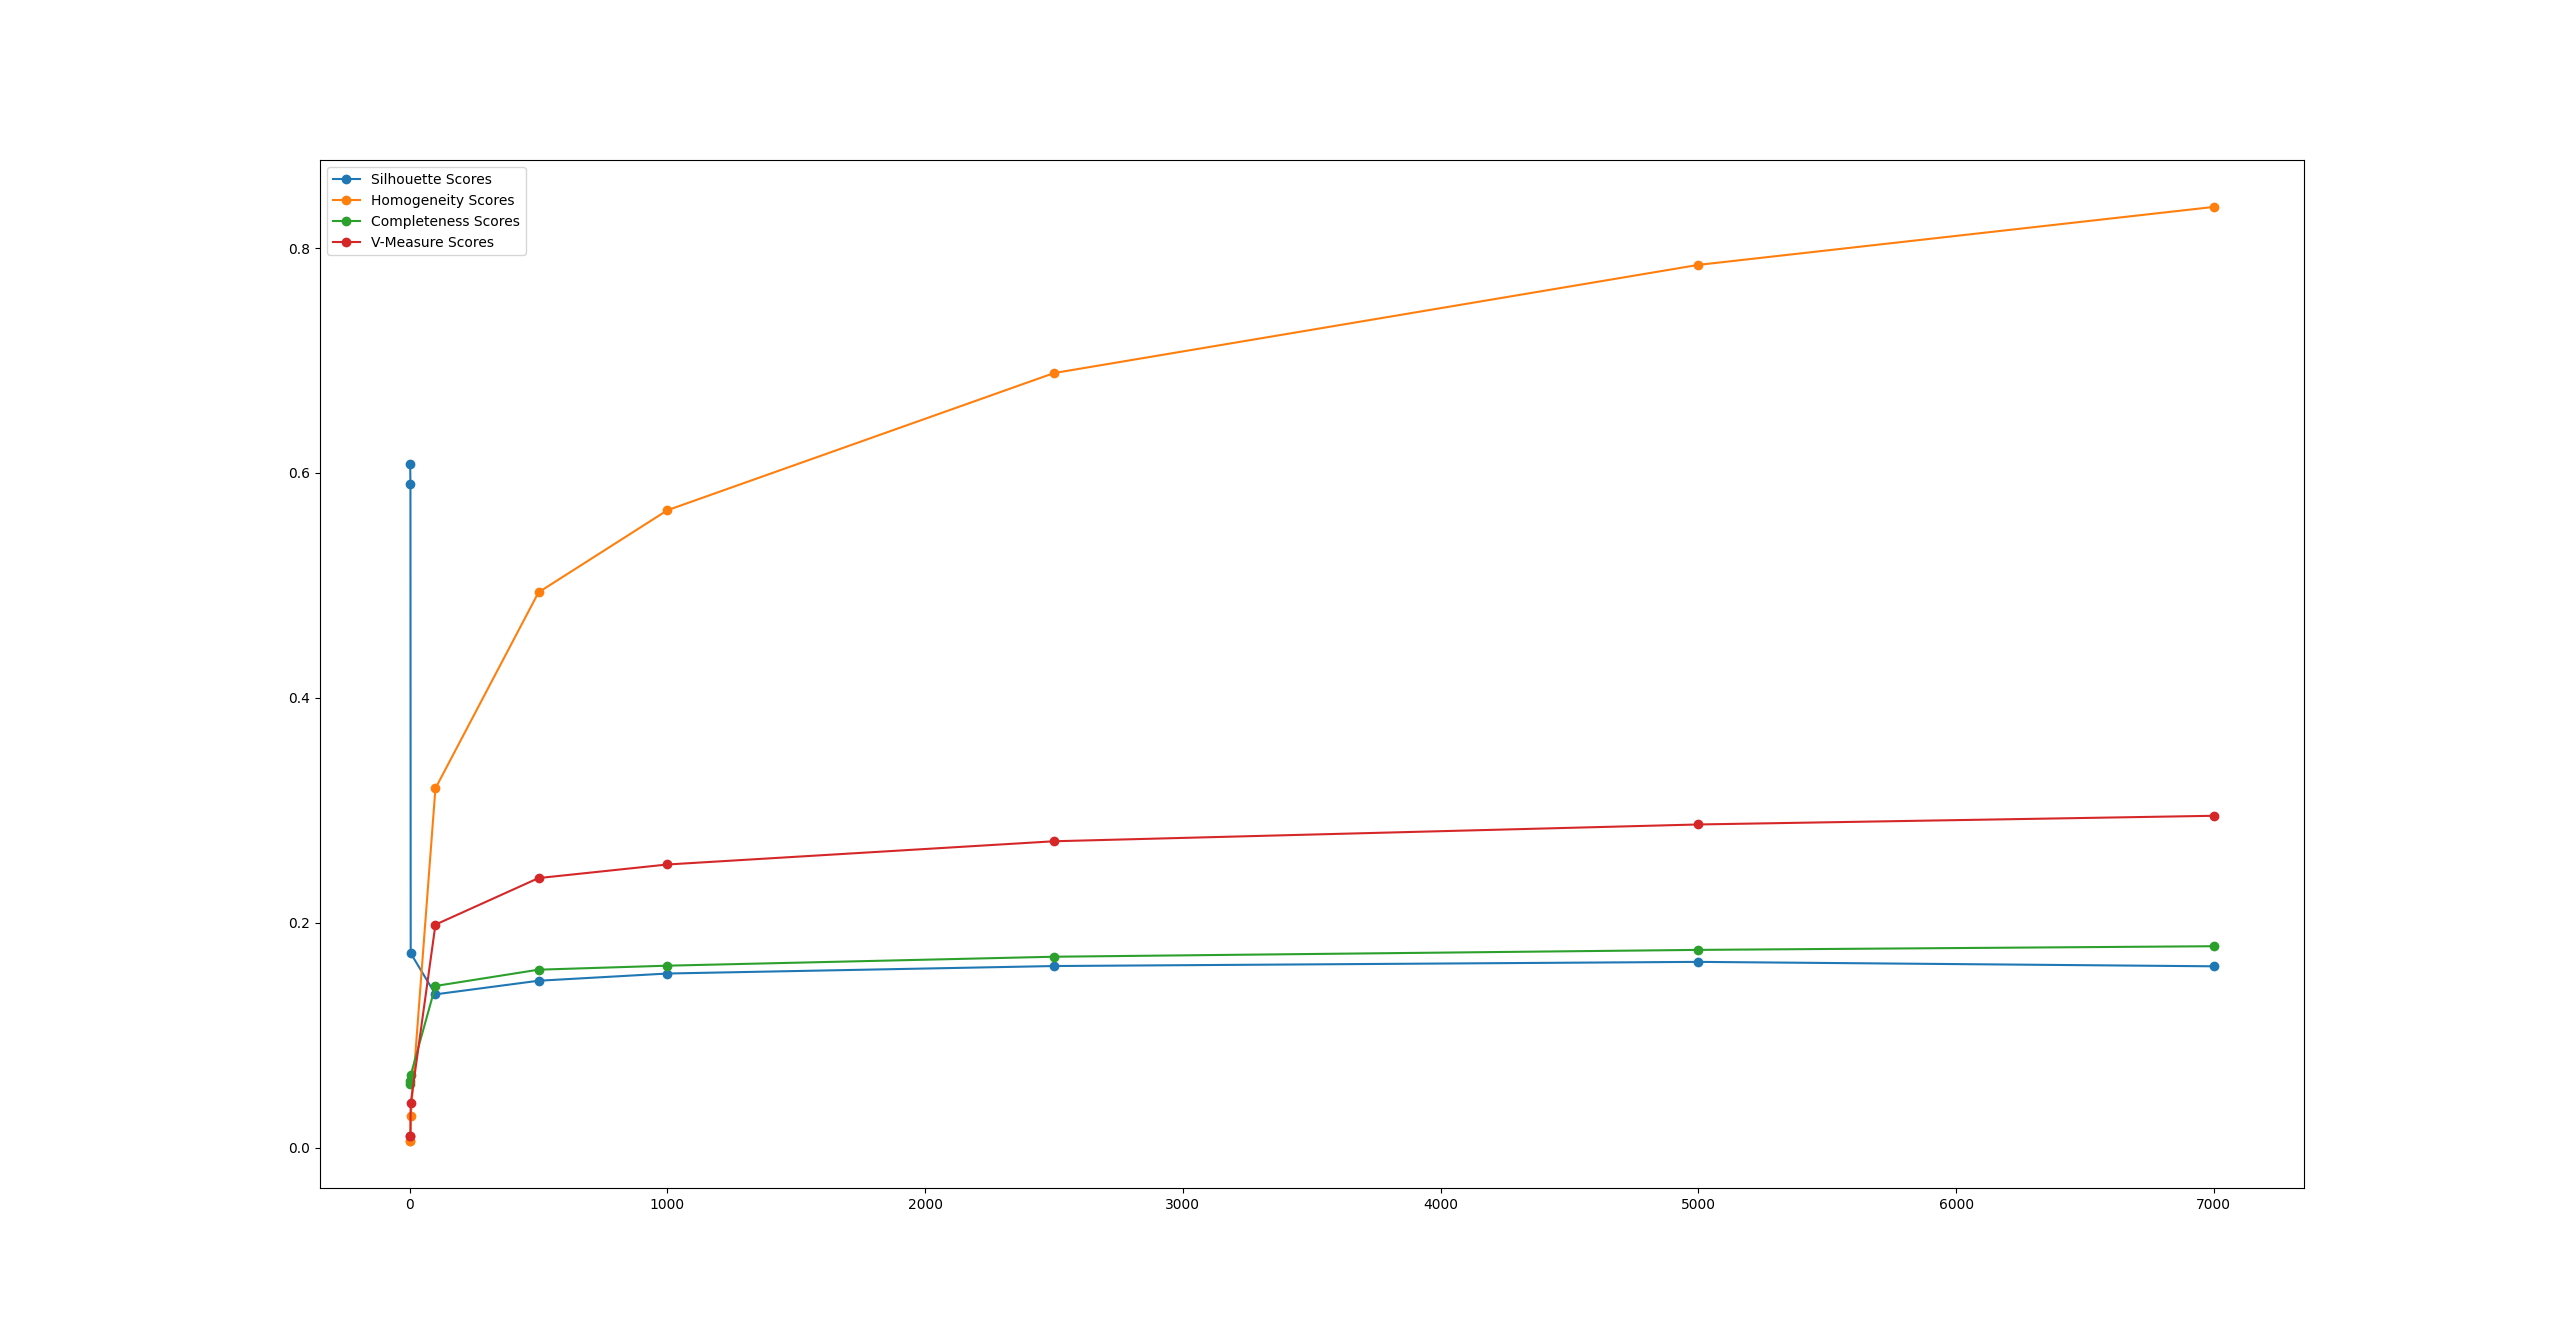 Silhouette Scores
Homogeneity Scores
Completeness Scores
V-Measure Scores
0.8
0.6
0.4
0.2
0.0
0 1000 2000 3000 4000 5000 6000 7000